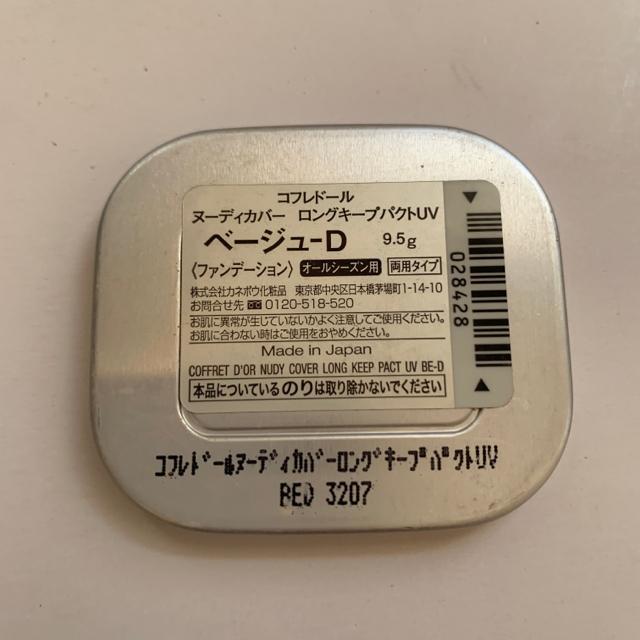 コフレドール
ヌーディカバー ロングキープパクトUV
ベージュ-D 9.5g
〈ファンデーション〉 オールシーズン用 両用タイプ
株式会社カネボウ化粧品 東京都中央区日本橋茅場町1-14-10
お問合せ先 0120-518-520
お肌に異常が生じていないかよく注意してご使用ください。
お肌に合わない時はご使用をおやめください。
Made in Japan
COFFRET D'OR NUDY COVER LONG KEEP PACT UV BE-D
本品についているのりは取り除かないでください
028428
コフレドールヌーディカバーロングキープパクトUV
BED 3207